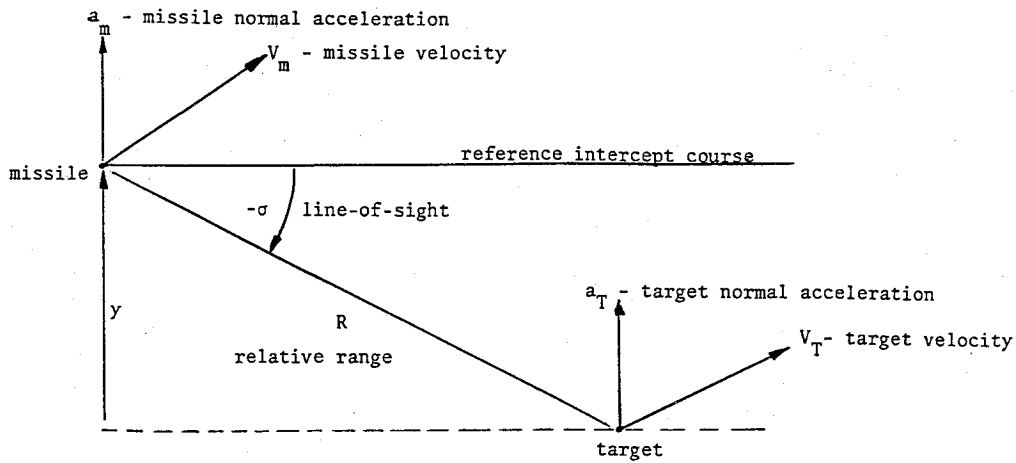 a_m - missile normal acceleration
V_m - missile velocity
reference intercept course
missile
-σ line-of-sight
a_T - target normal acceleration
y
R
V_T- target velocity
relative range
target